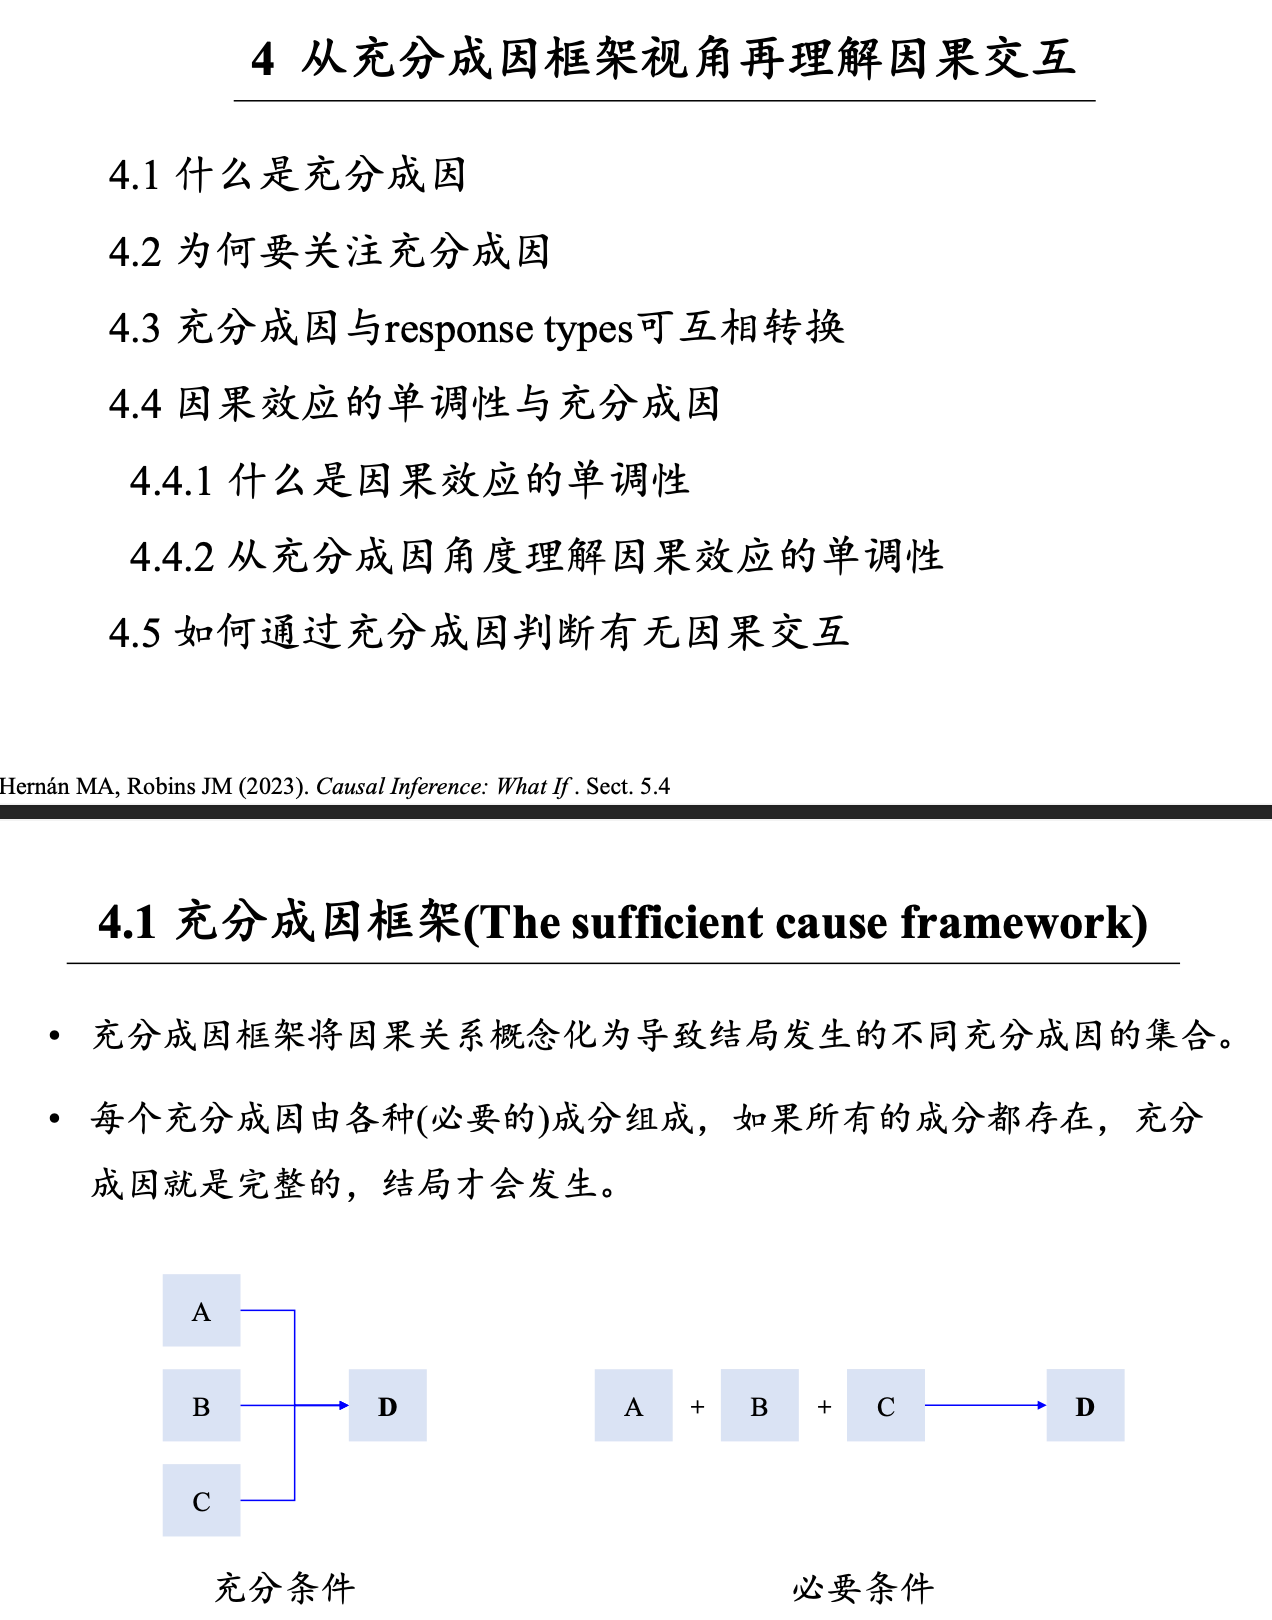 4 从充分成因框架视角再理解因果交互
4.1 什么是充分成因
4.2 为何要关注充分成因
4.3 充分成因与response types可互相转换
4.4 因果效应的单调性与充分成因
4.4.1 什么是因果效应的单调性
4.4.2 从充分成因角度理解因果效应的单调性
4.5 如何通过充分成因判断有无因果交互
Hernán MA, Robins JM (2023). Causal Inference: What If . Sect. 5.4
4.1 充分成因框架(The sufficient cause framework)
• 充分成因框架将因果关系概念化为导致结局发生的不同充分成因的集合。
• 每个充分成因由各种(必要的)成分组成，如果所有的成分都存在，充分
成因就是完整的，结局才会发生。
A
B
C
D
充分条件
A + B + C D
必要条件